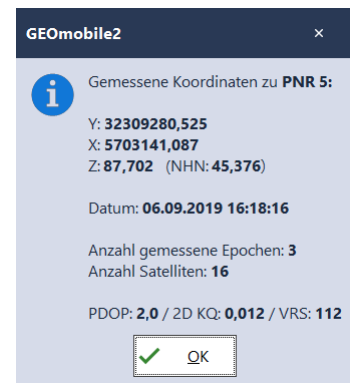 GEOmobile2
Gemessene Koordinaten zu PNR 5:
Y: 32309280,525
X: 5703141,087
Z: 87,702 (NHN: 45,376)
Datum: 06.09.2019 16:18:16
Anzahl gemessene Epochen: 3
Anzahl Satelliten: 16
PDOP: 2,0 / 2D KQ: 0,012 / VRS: 112
OK